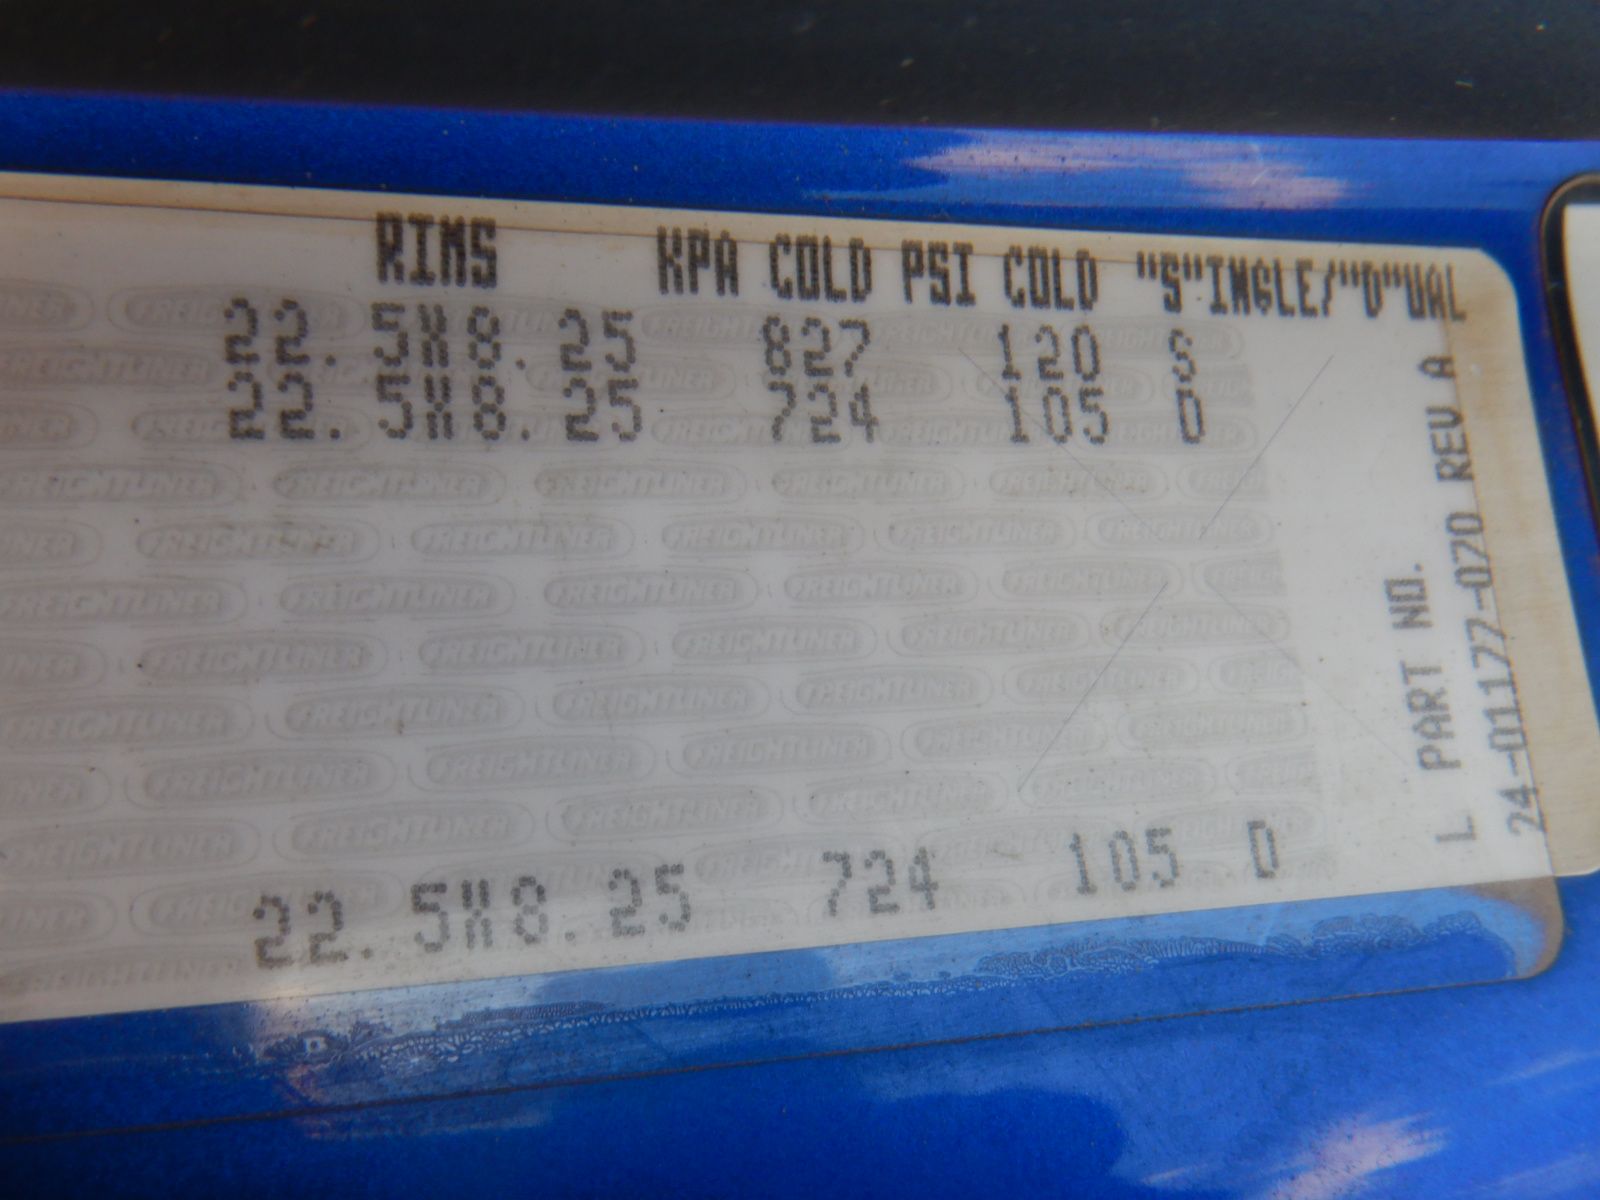 RIMS KPA COLD PSI COLD "S"INGLE/"D"UAL
22.5X8.25 827 120 S
22.5X8.25 724 105 D
22.5X8.25 724 105 D
L PART NO.
24-01177-070 REV A
FREIGHTLINER